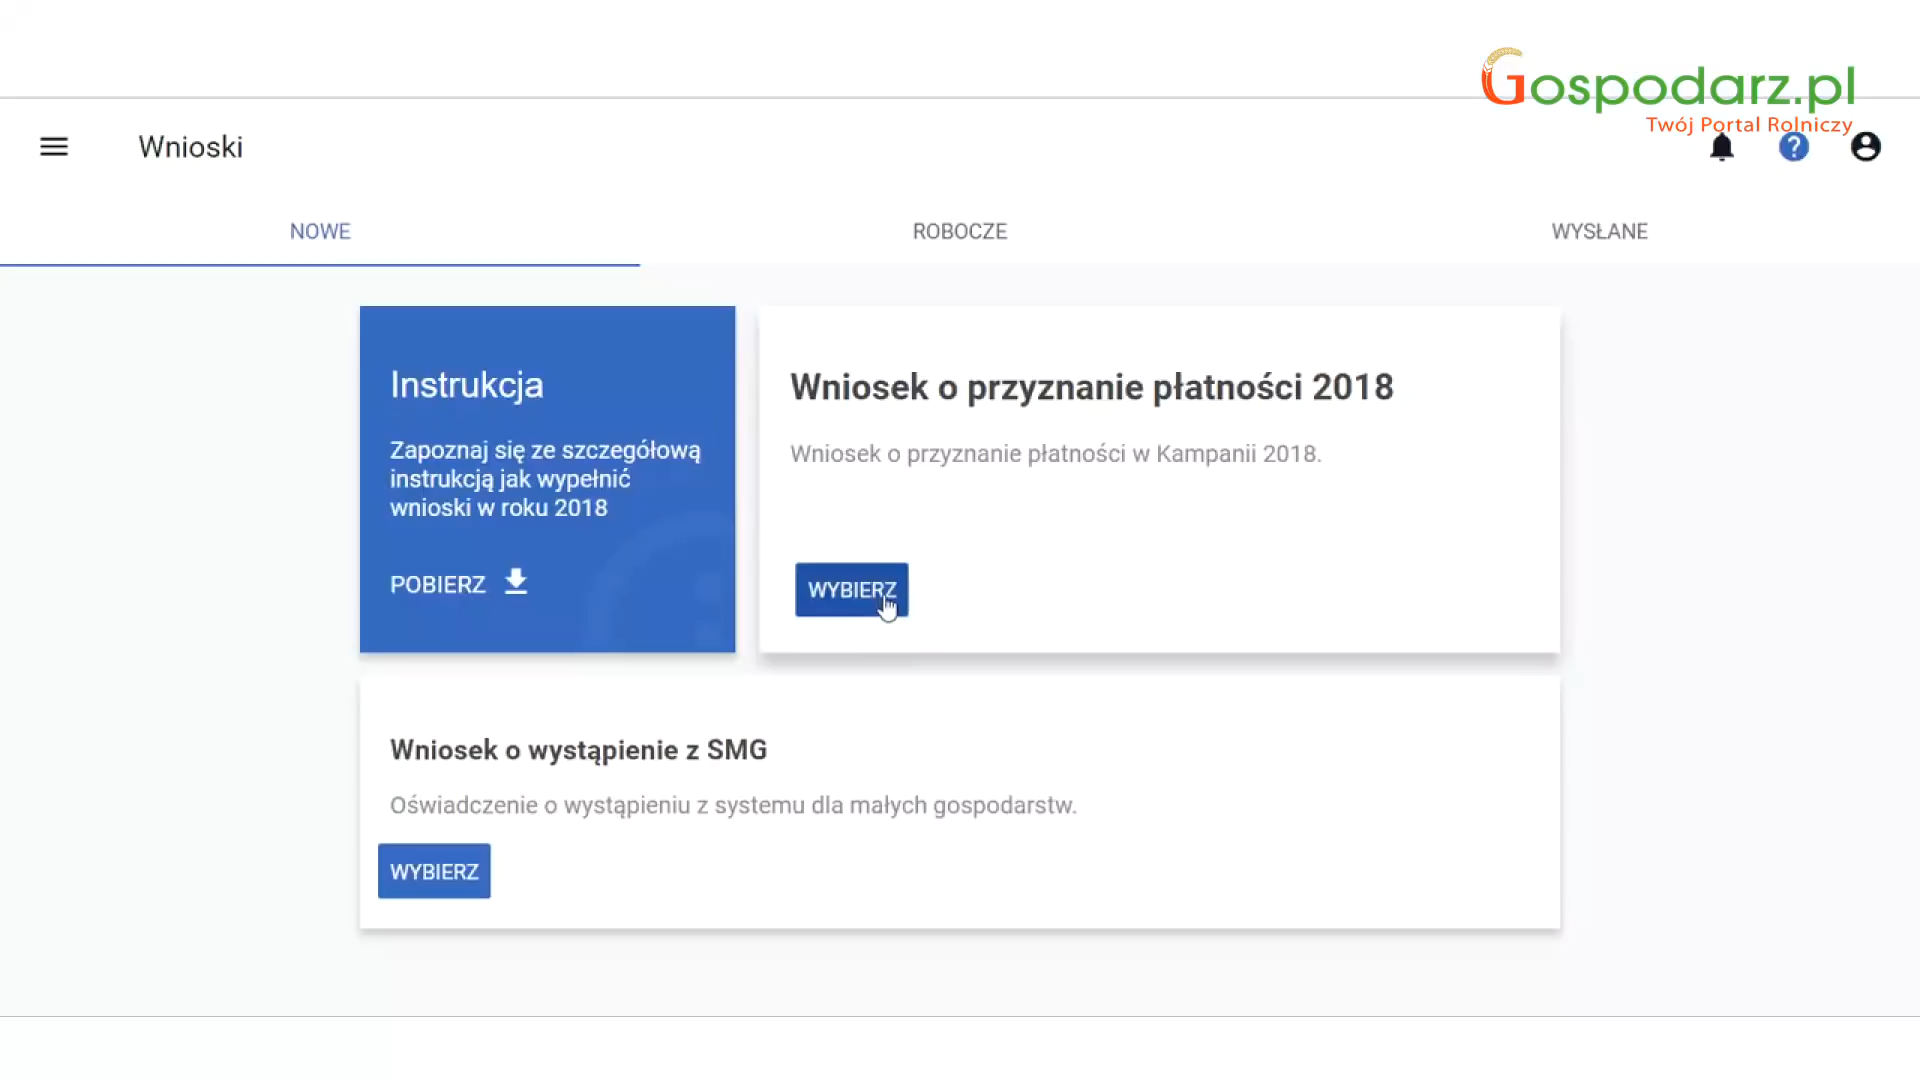 Gospodarz.pl
Twój Portal Rolniczy
Wnioski
?
NOWE
ROBOCZE
WYSŁANE
Instrukcja
Zapoznaj się ze szczegółową
instrukcją jak wypełnić
wnioski w roku 2018
POBIERZ
Wniosek o przyznanie płatności 2018
Wniosek o przyznanie płatności w Kampanii 2018.
WYBIERZ
Wniosek o wystąpienie z SMG
Oświadczenie o wystąpieniu z systemu dla małych gospodarstw.
WYBIERZ